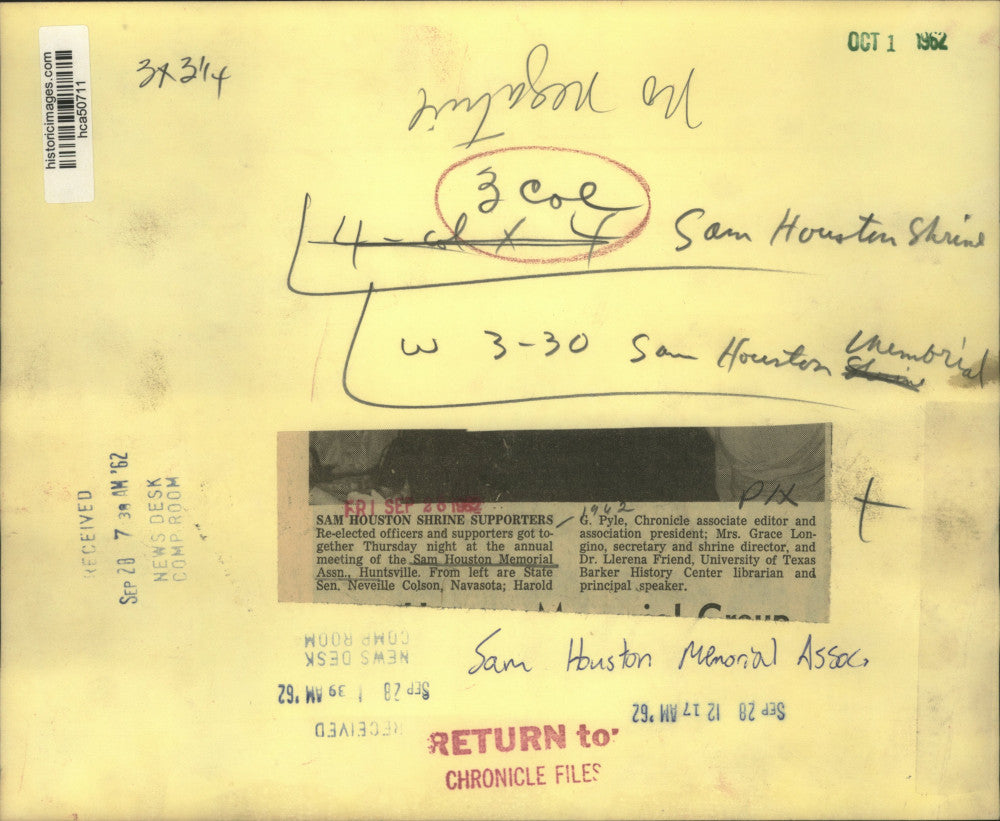 historicimages.com
hca50711
3x3 1/4
OCT 1 1962
No Negative
3 Col
4-col x 4 Sam Houston Shrine
W 3-30 Sam Houston Memorial
Shrine
PIX
1962
FRI SEP 28 1962
SAM HOUSTON SHRINE SUPPORTERS
Re-elected officers and supporters got to-
gether Thursday night at the annual
meeting of the Sam Houston Memorial
Assn., Huntsville. From left are State
Sen. Neveille Colson, Navasota; Harold
G. Pyle, Chronicle associate editor and
association president; Mrs. Grace Lon-
gino, secretary and shrine director, and
Dr. Llerena Friend, University of Texas
Barker History Center librarian and
principal speaker.
RECEIVED
SEP 28 7 38 AM '62
NEWS DESK
COMP ROOM
Sam Houston Memorial Assoc.
RECEIVED
SEP 28 1 39 AM '62
NEWS DESK
COMP ROOM
SEP 28 12 17 AM '62
RETURN to
CHRONICLE FILES